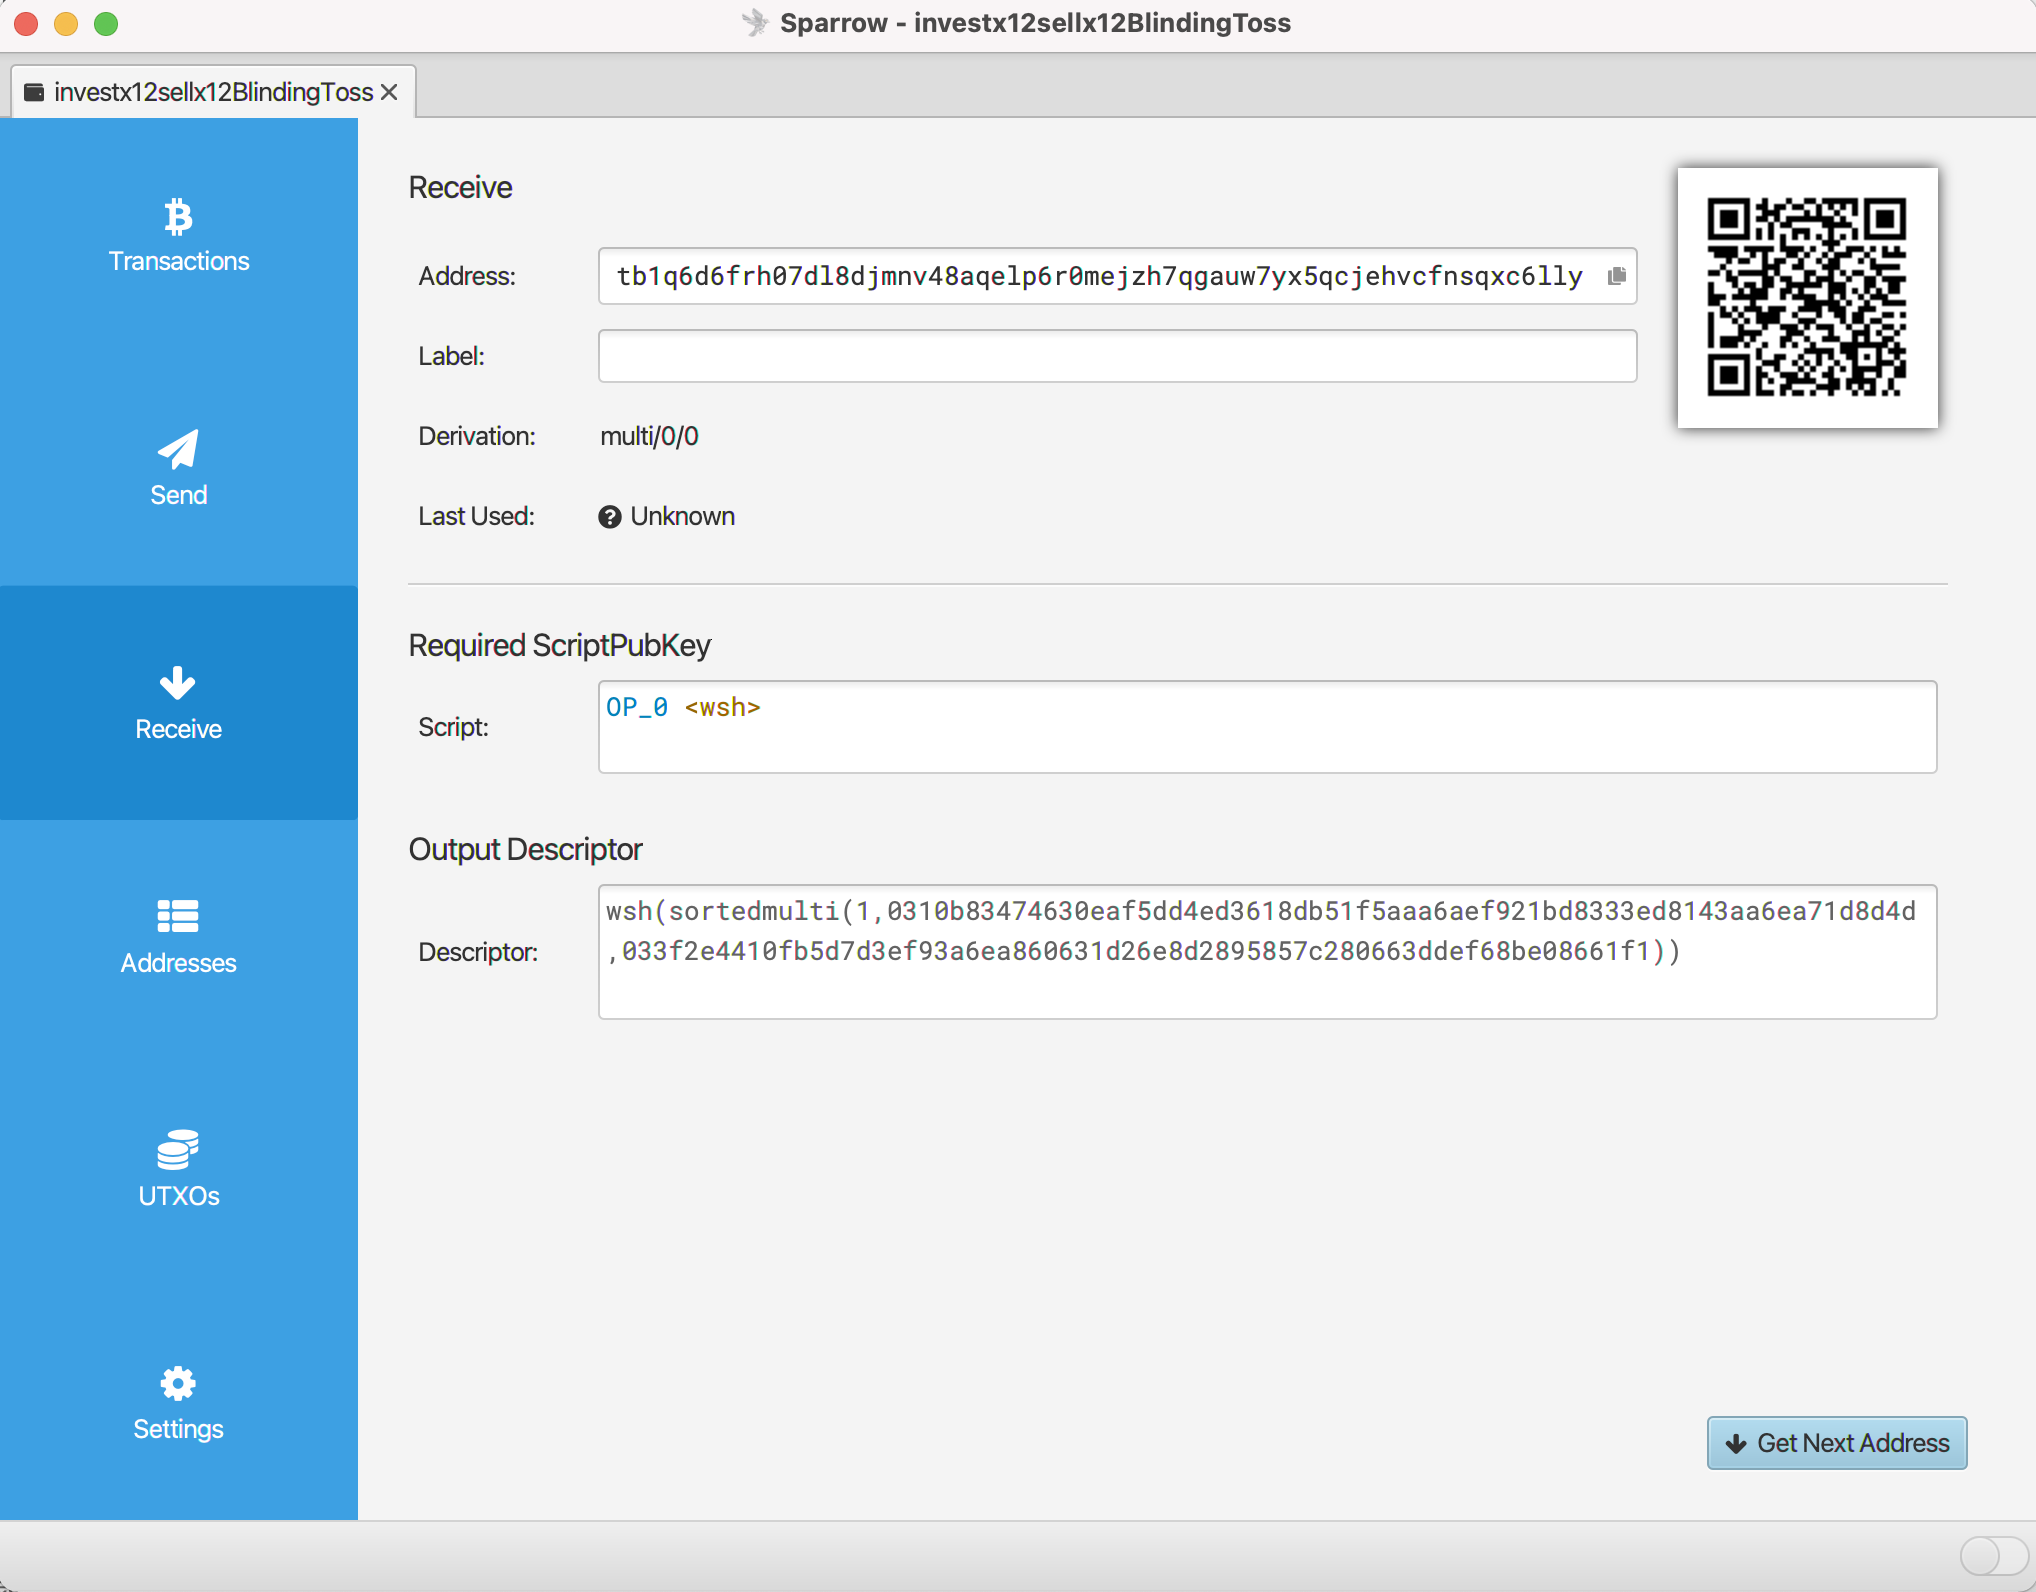 Sparrow - investx12sellx12BlindingToss
investx12sellx12BlindingToss
Transactions
Send
Receive
Addresses
UTXOs
Settings
Receive
Address: tb1q6d6frh07dl8djmnv48aqelp6r0mejzh7qgauw7yx5qcjehvcfnsqxc6lly
Label:
Derivation: multi/0/0
Last Used: Unknown
Required ScriptPubKey
Script: OP_0 <wsh>
Output Descriptor
Descriptor: wsh(sortedmulti(1,0310b83474630eaf5dd4ed3618db51f5aaa6aef921bd8333ed8143aa6ea71d8d4d
,033f2e4410fb5d7d3ef93a6ea860631d26e8d2895857c280663ddef68be08661f1))
Get Next Address